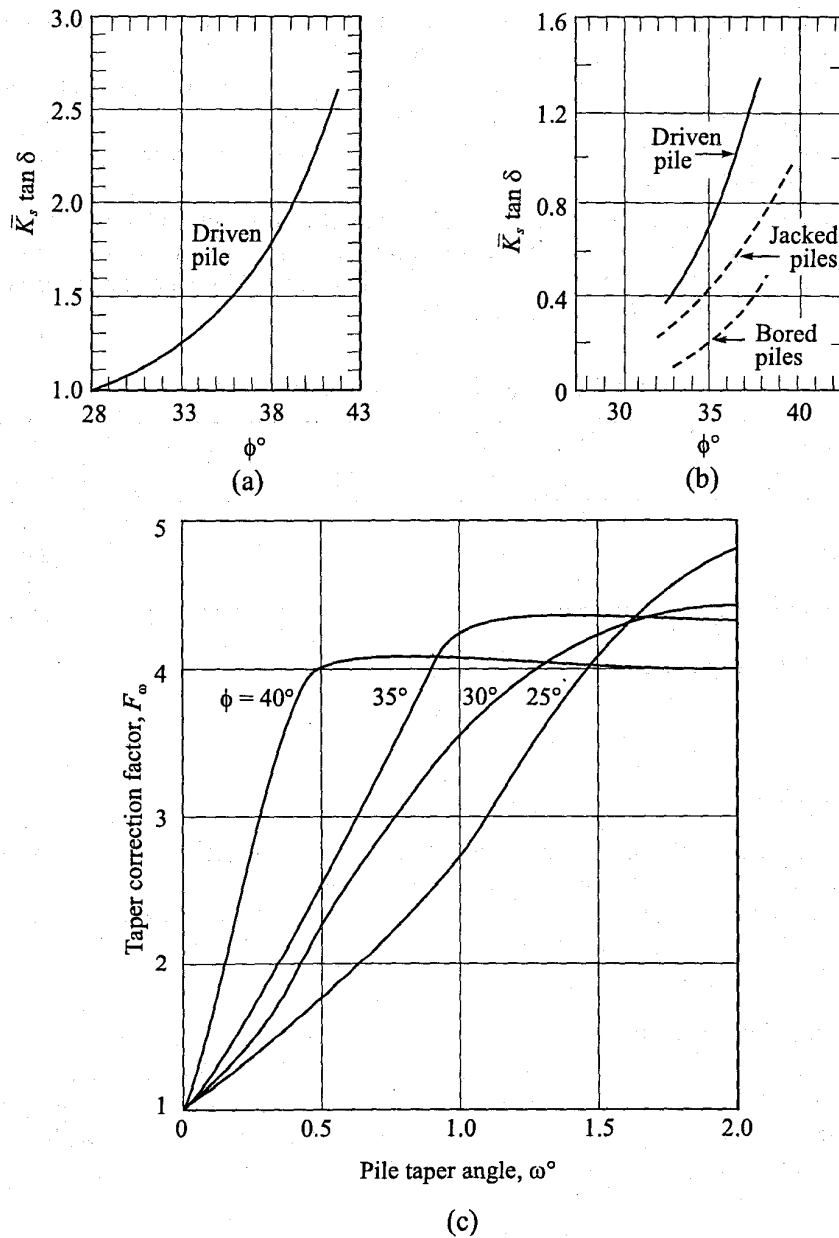 3.0
2.5
2.0
1.5
1.0
K̄s tan δ
Driven
pile
28 33 38 43
ϕ°
(a)
1.6
1.2
0.8
0.4
0
K̄s tan δ
Driven
pile
Jacked
piles
Bored
piles
30 35 40
ϕ°
(b)
5
4
3
2
1
Taper correction factor, Fω
ϕ = 40° 35° 30° 25°
0 0.5 1.0 1.5 2.0
Pile taper angle, ω°
(c)